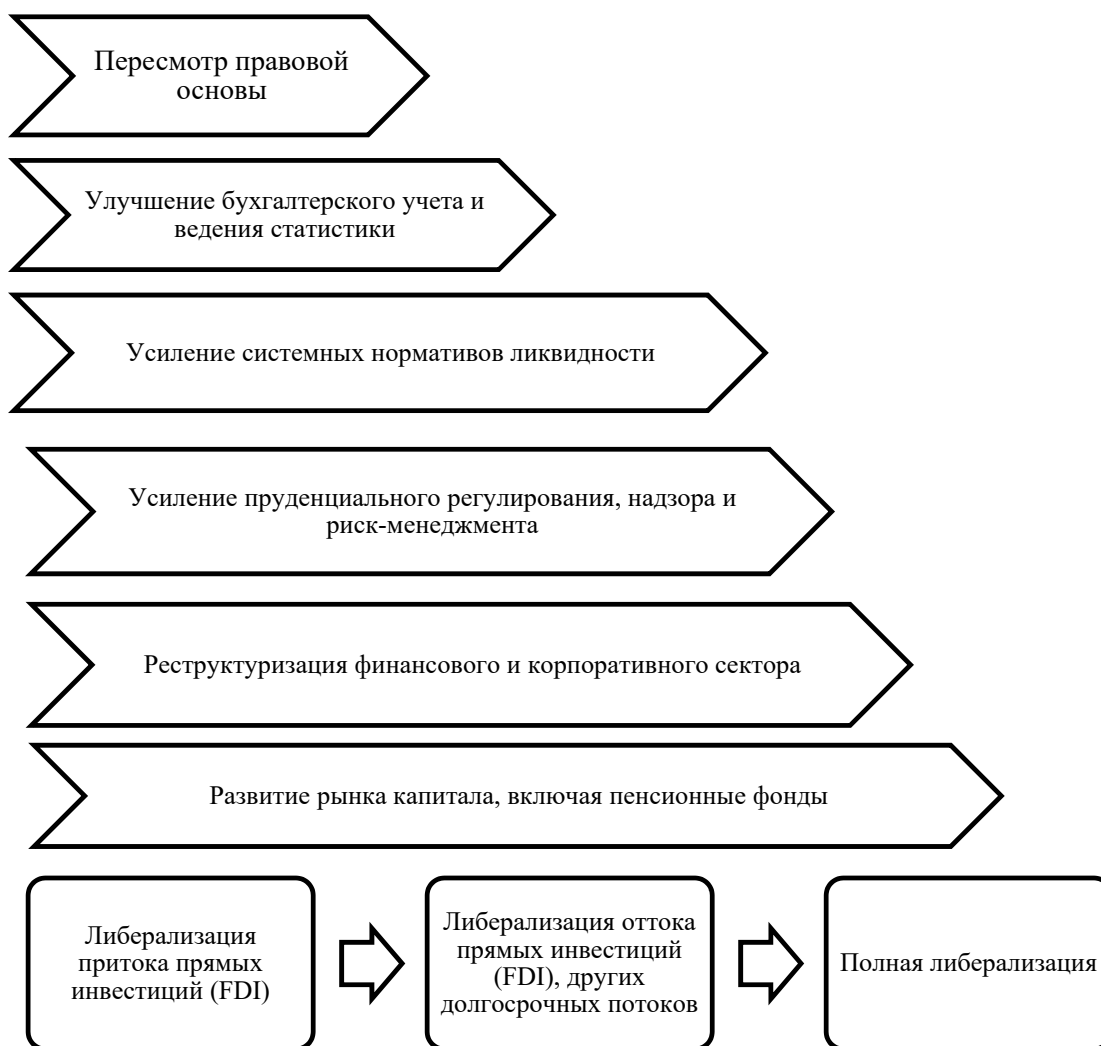 Пересмотр правовой
основы
Улучшение бухгалтерского учета и
ведения статистики
Усиление системных нормативов ликвидности
Усиление пруденциального регулирования, надзора и
риск-менеджмента
Реструктуризация финансового и корпоративного сектора
Развитие рынка капитала, включая пенсионные фонды
Либерализация
притока прямых
инвестиций (FDI)
Либерализация оттока
прямых инвестиций
(FDI), других
долгосрочных потоков
Полная либерализация